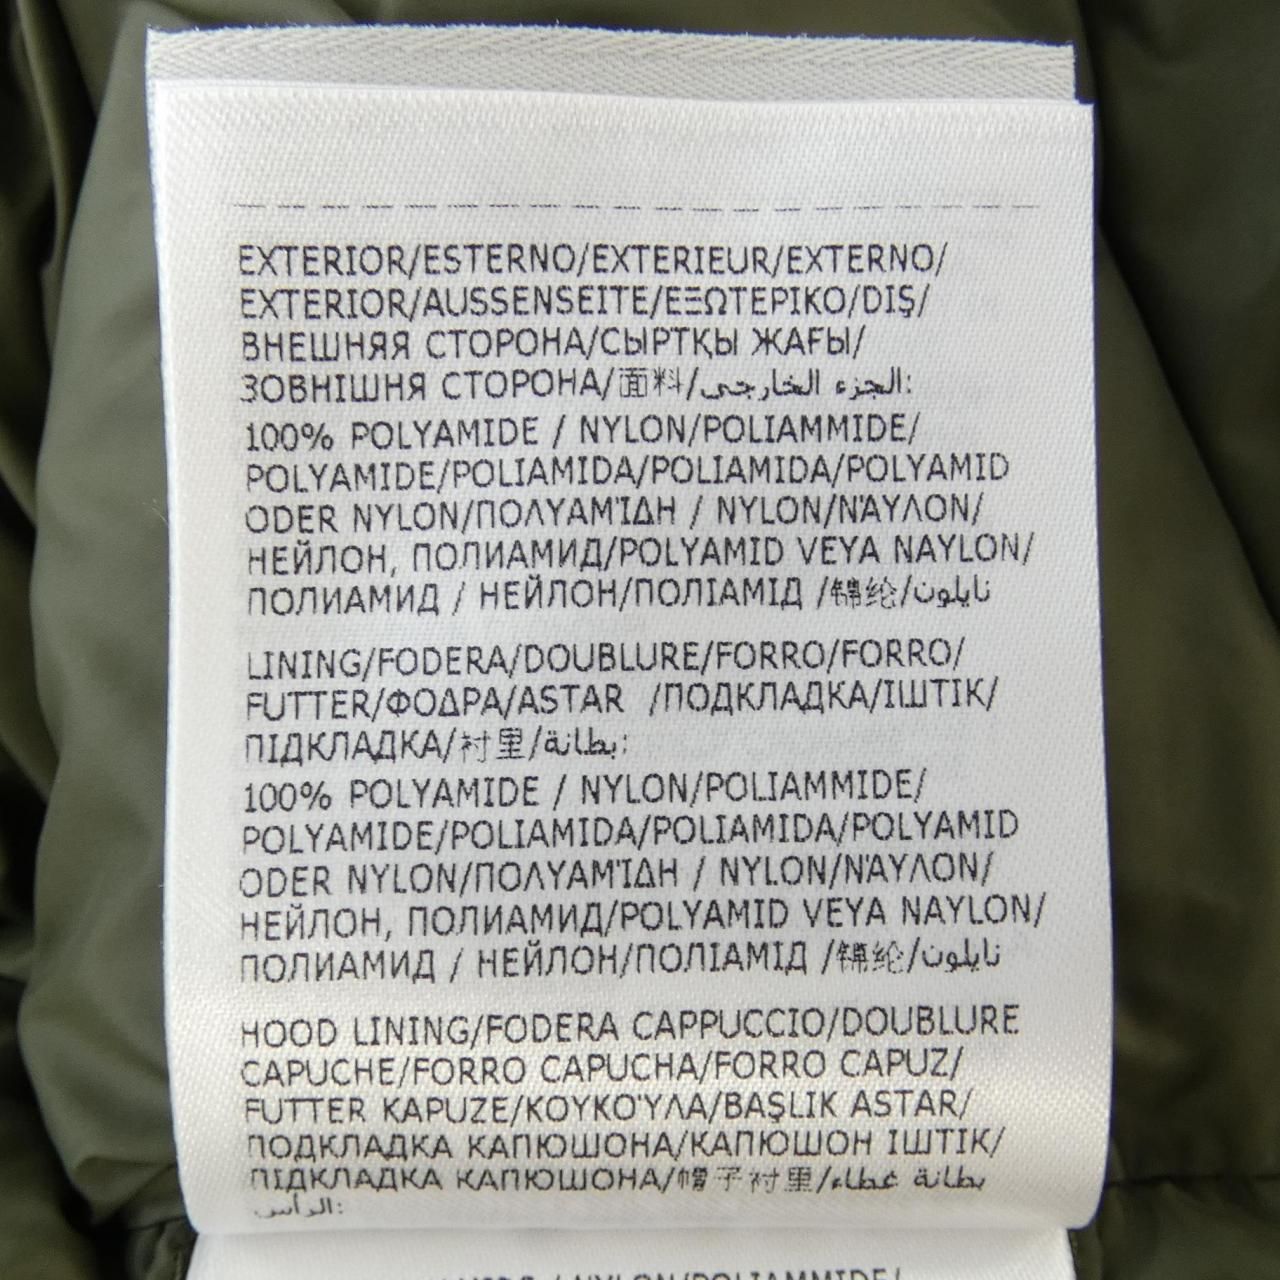 EXTERIOR/ESTERNO/EXTERIEUR/EXTERNO/
EXTERIOR/AUSSENSEITE/ΕΞΩΤΕΡΙΚΟ/DIŞ/
ВНЕШНЯЯ СТОРОНА/СЫРТҚЫ ЖАҒЫ/
ЗОВНІШНЯ СТОРОНА/面料/الجزء الخارجي:
100% POLYAMIDE / NYLON/POLIAMMIDE/
POLYAMIDE/POLIAMIDA/POLIAMIDA/POLYAMID
ODER NYLON/ΠΟΛΥΑΜΊΔΗ / NYLON/ΝΆΥΛΟΝ/
НЕЙЛОН, ПОЛИАМИД/POLYAMID VEYA NAYLON/
ПОЛИАМИД / НЕЙЛОН/ПОЛІАМІД /锦纶/نايلون
LINING/FODERA/DOUBLURE/FORRO/FORRO/
FUTTER/ΦΟΔΡΑ/ASTAR /ПОДКЛАДКА/ІШТІК/
ПІДКЛАДКА/衬里/بطانة:
100% POLYAMIDE / NYLON/POLIAMMIDE/
POLYAMIDE/POLIAMIDA/POLIAMIDA/POLYAMID
ODER NYLON/ΠΟΛΥΑΜΊΔΗ / NYLON/ΝΆΥΛΟΝ/
НЕЙЛОН, ПОЛИАМИД/POLYAMID VEYA NAYLON/
ПОЛИАМИД / НЕЙЛОН/ПОЛІАМІД /锦纶/نايلون
HOOD LINING/FODERA CAPPUCCIO/DOUBLURE
CAPUCHE/FORRO CAPUCHA/FORRO CAPUZ/
FUTTER KAPUZE/ΚΟΥΚΟΎΛΑ/BAŞLIK ASTAR/
ПОДКЛАДКА КАПЮШОНА/КАПЮШОН ІШТІК/
ПІДКЛАДКА КАПЮШОНА/帽子衬里/بطانة غطاء
الرأس:
/ NYLON/POLIAMMIDE/